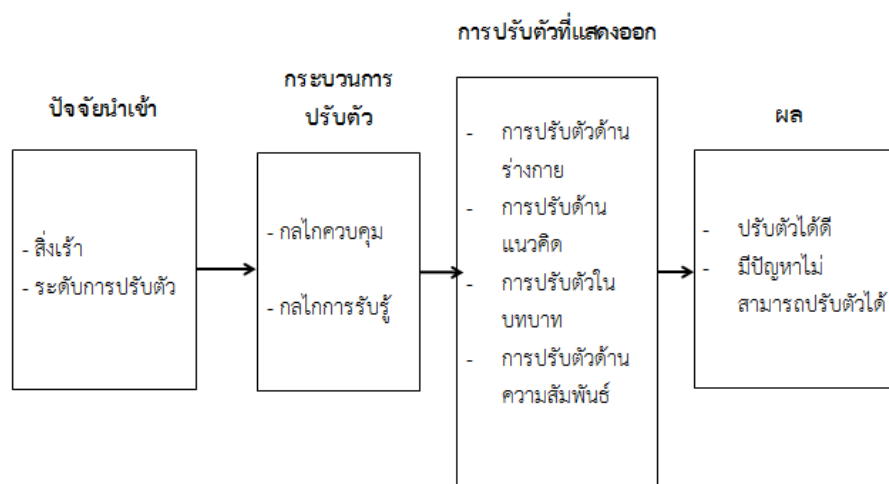 ปัจจัยนำเข้า
- สิ่งเร้า
- ระดับการปรับตัว
กระบวนการ
ปรับตัว
- กลไกควบคุม
- กลไกการรับรู้
การปรับตัวที่แสดงออก
- การปรับตัวด้าน
ร่างกาย
- การปรับด้าน
แนวคิด
- การปรับตัวใน
บทบาท
- การปรับตัวด้าน
ความสัมพันธ์
ผล
- ปรับตัวได้ดี
- มีปัญหาไม่
สามารถปรับตัวได้